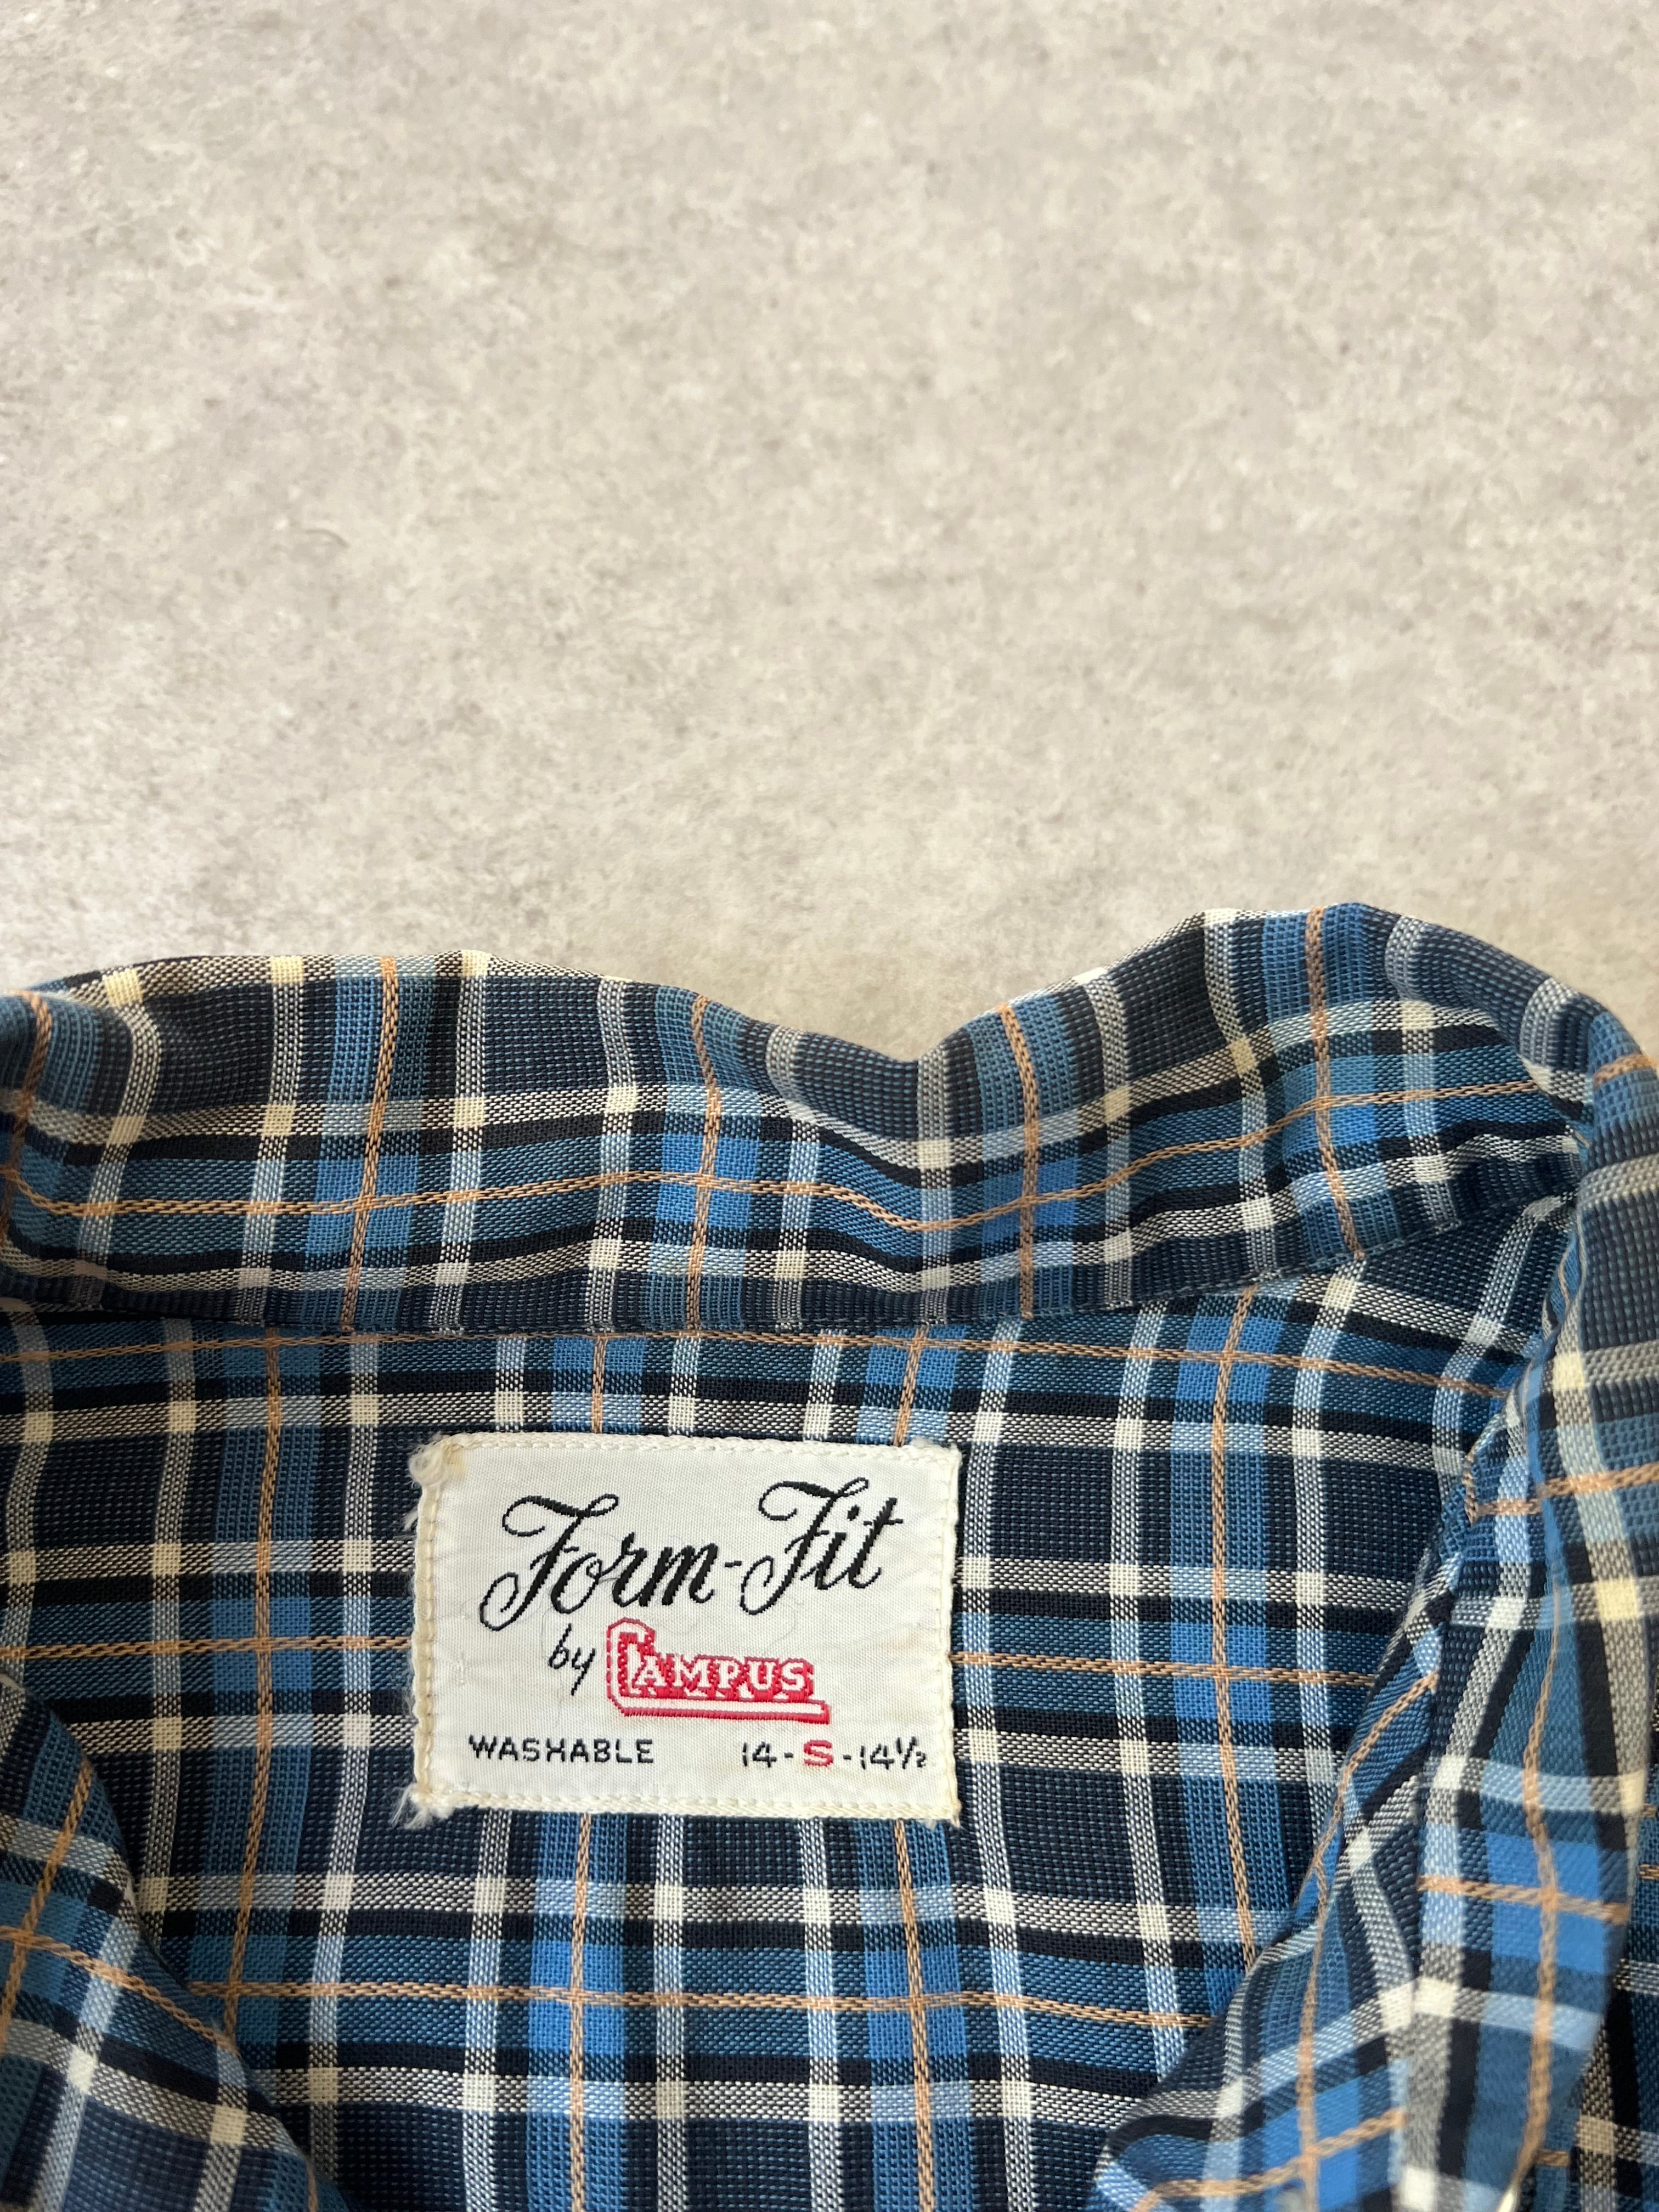 Form-Fit
by CAMPUS
WASHABLE 14-S-14½